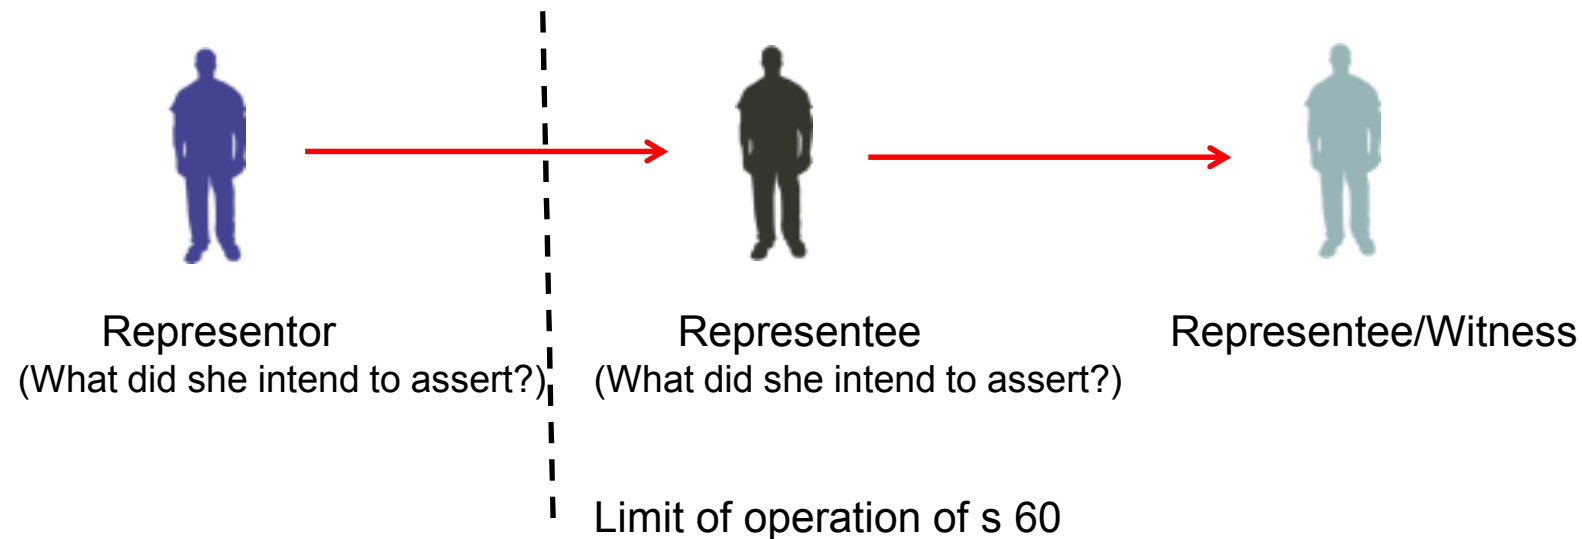 Representor
(What did she intend to assert?)
Representee
(What did she intend to assert?)
Representee/Witness
Limit of operation of s 60